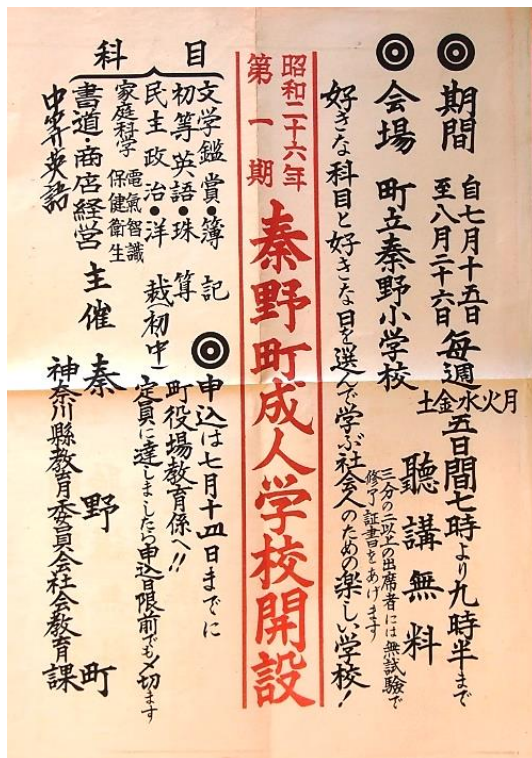 ◎期間 自七月十五日 至八月二十六日 毎週月火水金土五日間七時より九時半まで
◎会場 町立秦野小学校 聽講無料
三分の二以上の出席者には無試験で
修了証書をあげます
好きな科目と好きな日を選んで学ぶ社会人のための楽しい学校！
昭和二十六年
第一期
秦野町成人学校開設
科目
文学鑑賞・簿記
初等英語・珠算
民主政治・洋裁(初・中)
家庭科学 電氣智識 保健衛生
書道・商店経営
中等英語
◎申込は七月十四日までに
町役場教育係へ!!
定員に達しましたら申込日限前でも〆切ます
主催 秦野町
神奈川縣教育委員会社会教育課